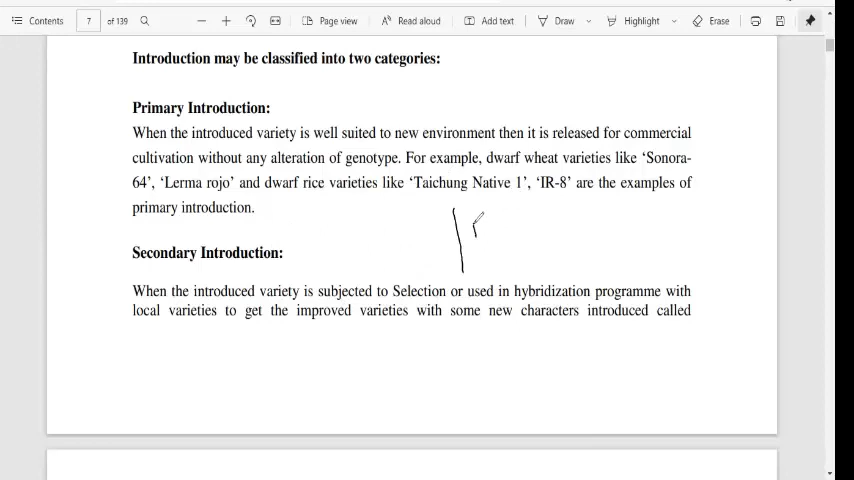 Contents 7 of 139 Page view Read aloud Add text Draw Highlight Erase
Introduction may be classified into two categories:
Primary Introduction:
When the introduced variety is well suited to new environment then it is released for commercial
cultivation without any alteration of genotype. For example, dwarf wheat varieties like ‘Sonora-
64’, ‘Lerma rojo’ and dwarf rice varieties like ‘Taichung Native 1’, ‘IR-8’ are the examples of
primary introduction.
Secondary Introduction:
When the introduced variety is subjected to Selection or used in hybridization programme with
local varieties to get the improved varieties with some new characters introduced called